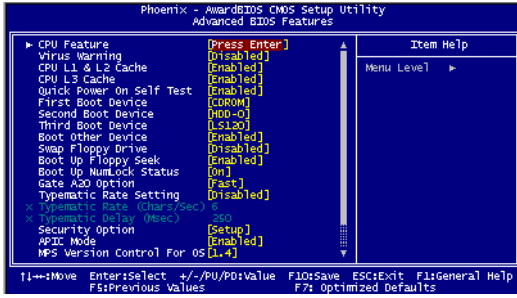 Phoenix - AwardBIOS CMOS Setup Utility
Advanced BIOS Features
► CPU Feature [Press Enter]
Virus Warning [Disabled]
CPU L1 & L2 Cache [Enabled]
CPU L3 Cache [Enabled]
Quick Power On Self Test [Enabled]
First Boot Device [CDROM]
Second Boot Device [HDD-0]
Third Boot Device [LS120]
Boot Other Device [Enabled]
Swap Floppy Drive [Disabled]
Boot Up Floppy Seek [Enabled]
Boot Up NumLock Status [On]
Gate A20 Option [Fast]
Typematic Rate Setting [Disabled]
x Typematic Rate (Chars/Sec) 6
x Typematic Delay (Msec) 250
Security Option [Setup]
APIC Mode [Enabled]
MPS Version Control For OS[1.4]
Item Help
Menu Level ►
↑↓→←:Move Enter:Select +/-/PU/PD:Value F10:Save ESC:Exit F1:General Help
F5:Previous Values F7: Optimized Defaults